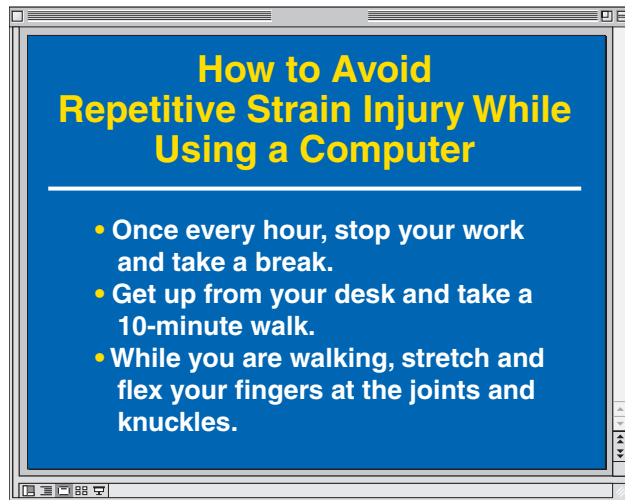 How to Avoid
Repetitive Strain Injury While
Using a Computer
• Once every hour, stop your work
and take a break.
• Get up from your desk and take a
10-minute walk.
• While you are walking, stretch and
flex your fingers at the joints and
knuckles.